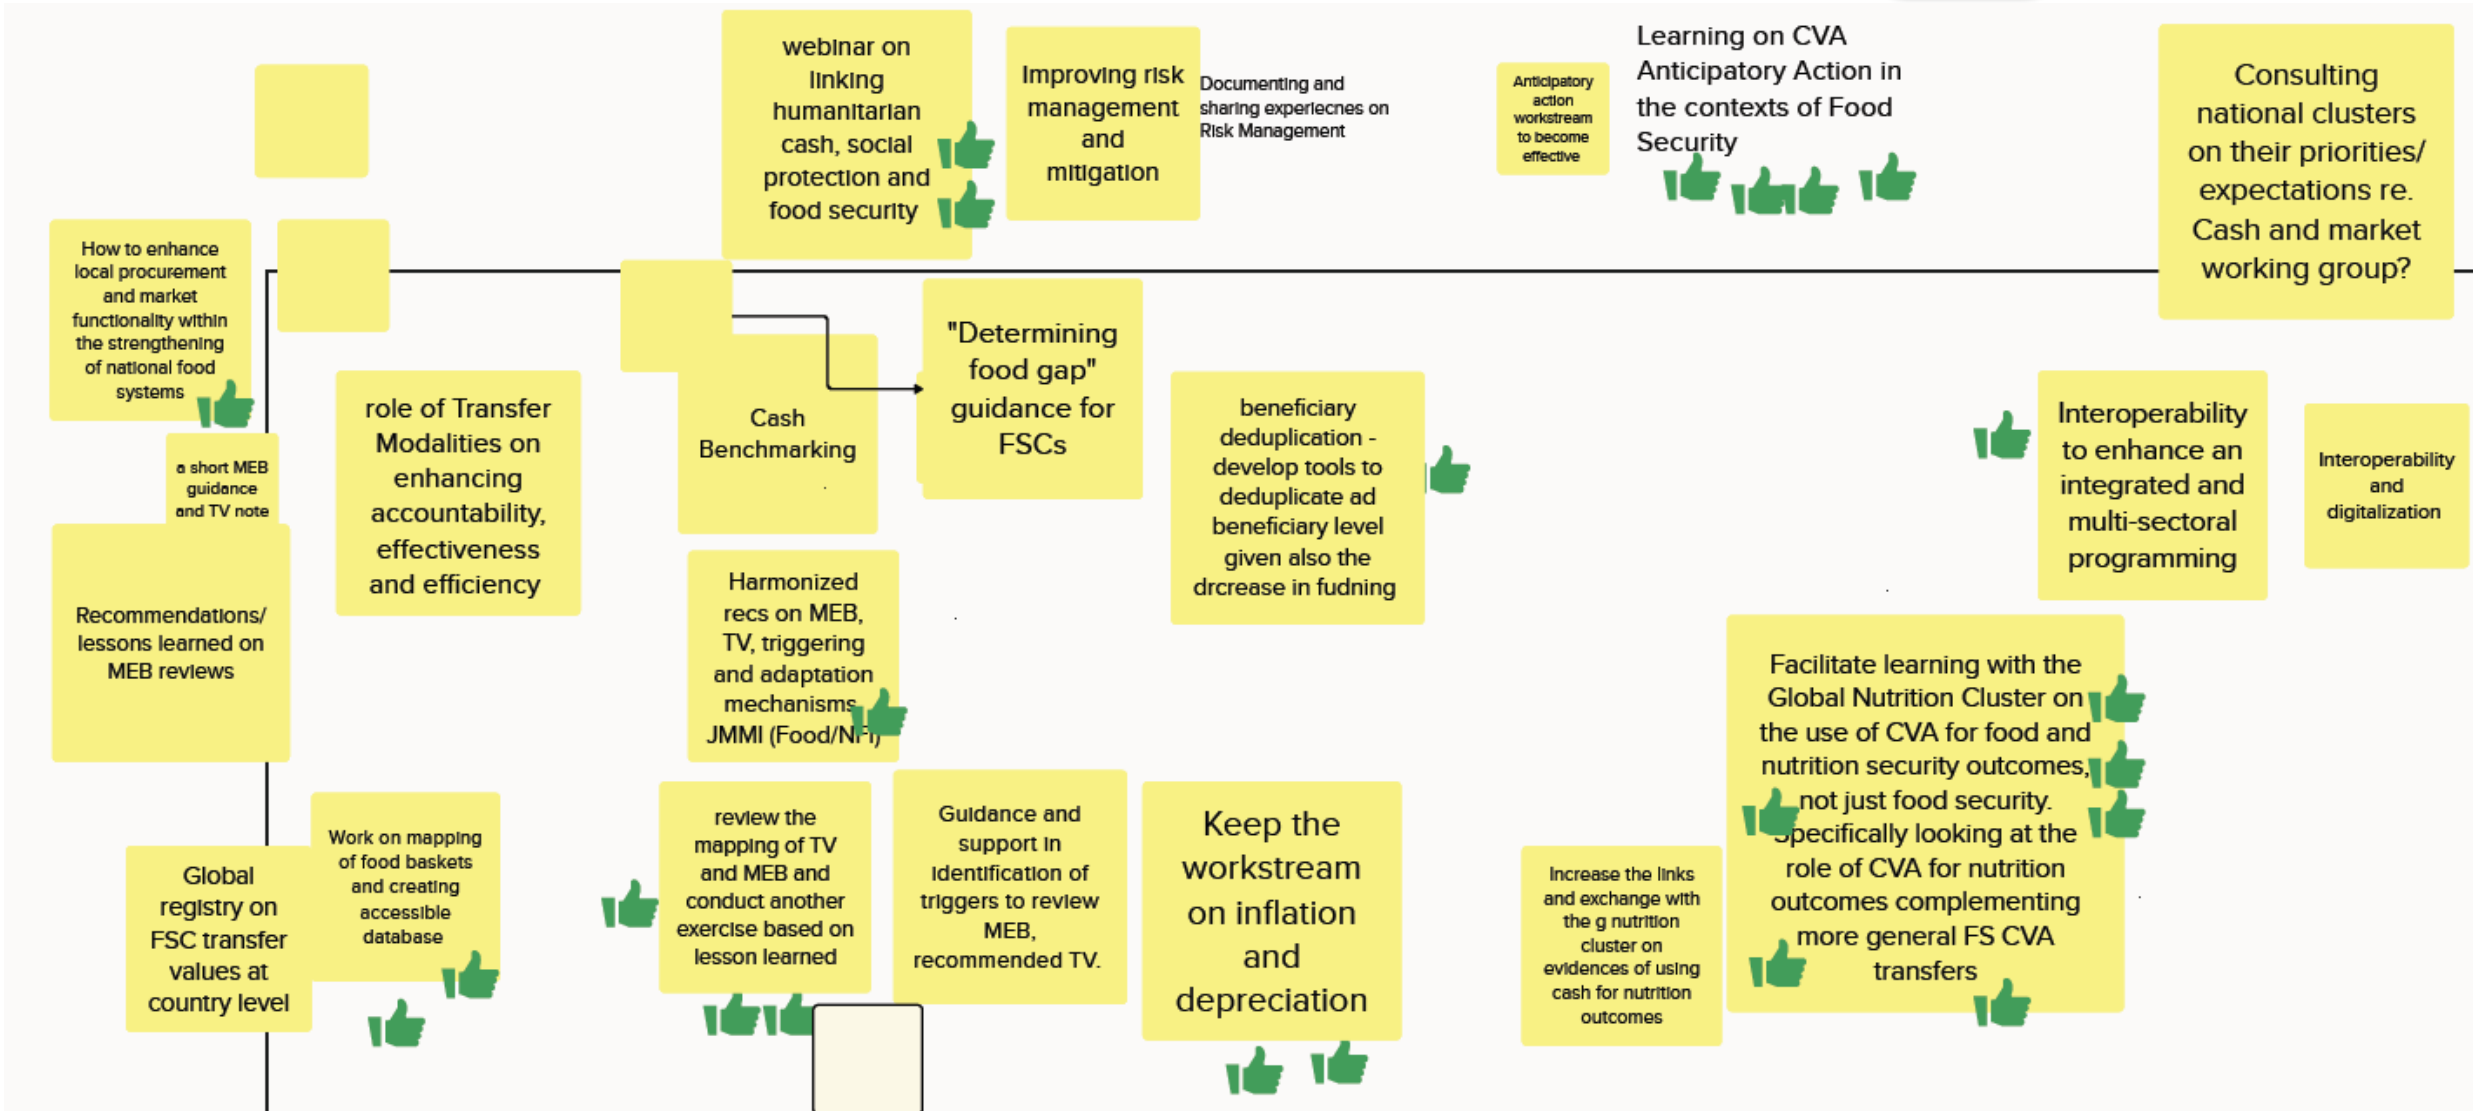 webinar on
linking
humanitarian
cash, social
protection and
food security
Improving risk
management
and
mitigation
Documenting and
sharing experiecnes on
Risk Management
Anticipatory
action
workstream
to become
effective
Learning on CVA
Anticipatory Action in
the contexts of Food
Security
Consulting
national clusters
on their priorities/
expectations re.
Cash and market
working group?
How to enhance
local procurement
and market
functionality within
the strengthening
of national food
systems
a short MEB
guidance
and TV note
role of Transfer
Modalities on
enhancing
accountability,
effectiveness
and efficiency
Cash
Benchmarking
"Determining
food gap"
guidance for
FSCs
beneficiary
deduplication -
develop tools to
deduplicate ad
beneficiary level
given also the
drcrease in fudning
Interoperability
to enhance an
integrated and
multi-sectoral
programming
Interoperability
and
digitalization
Recommendations/
lessons learned on
MEB reviews
Harmonized
recs on MEB,
TV, triggering
and adaptation
mechanisms
JMMI (Food/NFI)
Facilitate learning with the
Global Nutrition Cluster on
the use of CVA for food and
nutrition security outcomes,
not just food security.
Specifically looking at the
role of CVA for nutrition
outcomes complementing
more general FS CVA
transfers
Global
registry on
FSC transfer
values at
country level
Work on mapping
of food baskets
and creating
accessible
database
review the
mapping of TV
and MEB and
conduct another
exercise based on
lesson learned
Guidance and
support in
identification of
triggers to review
MEB,
recommended TV.
Keep the
workstream
on inflation
and
depreciation
Increase the links
and exchange with
the g nutrition
cluster on
evidences of using
cash for nutrition
outcomes